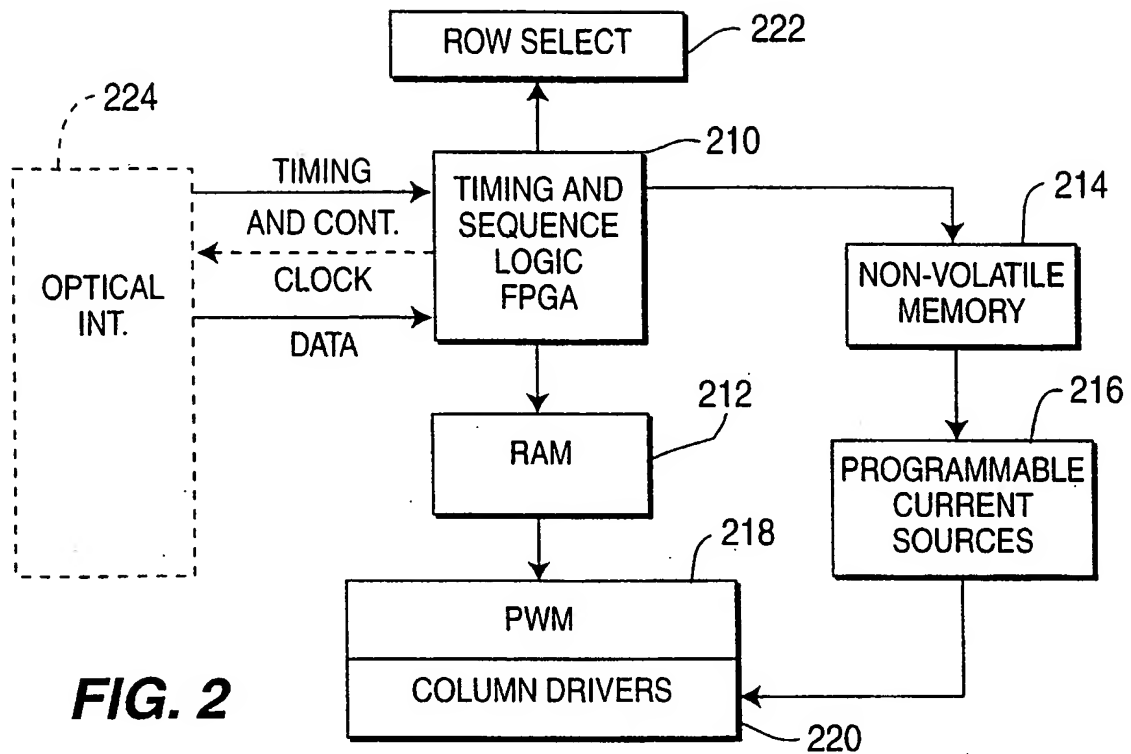 ROW SELECT
222
224
210
TIMING
AND CONT.
CLOCK
DATA
TIMING AND
SEQUENCE
LOGIC
FPGA
214
OPTICAL
INT.
NON-VOLATILE
MEMORY
212
216
RAM
PROGRAMMABLE
CURRENT
SOURCES
218
PWM
COLUMN DRIVERS
220
FIG. 2